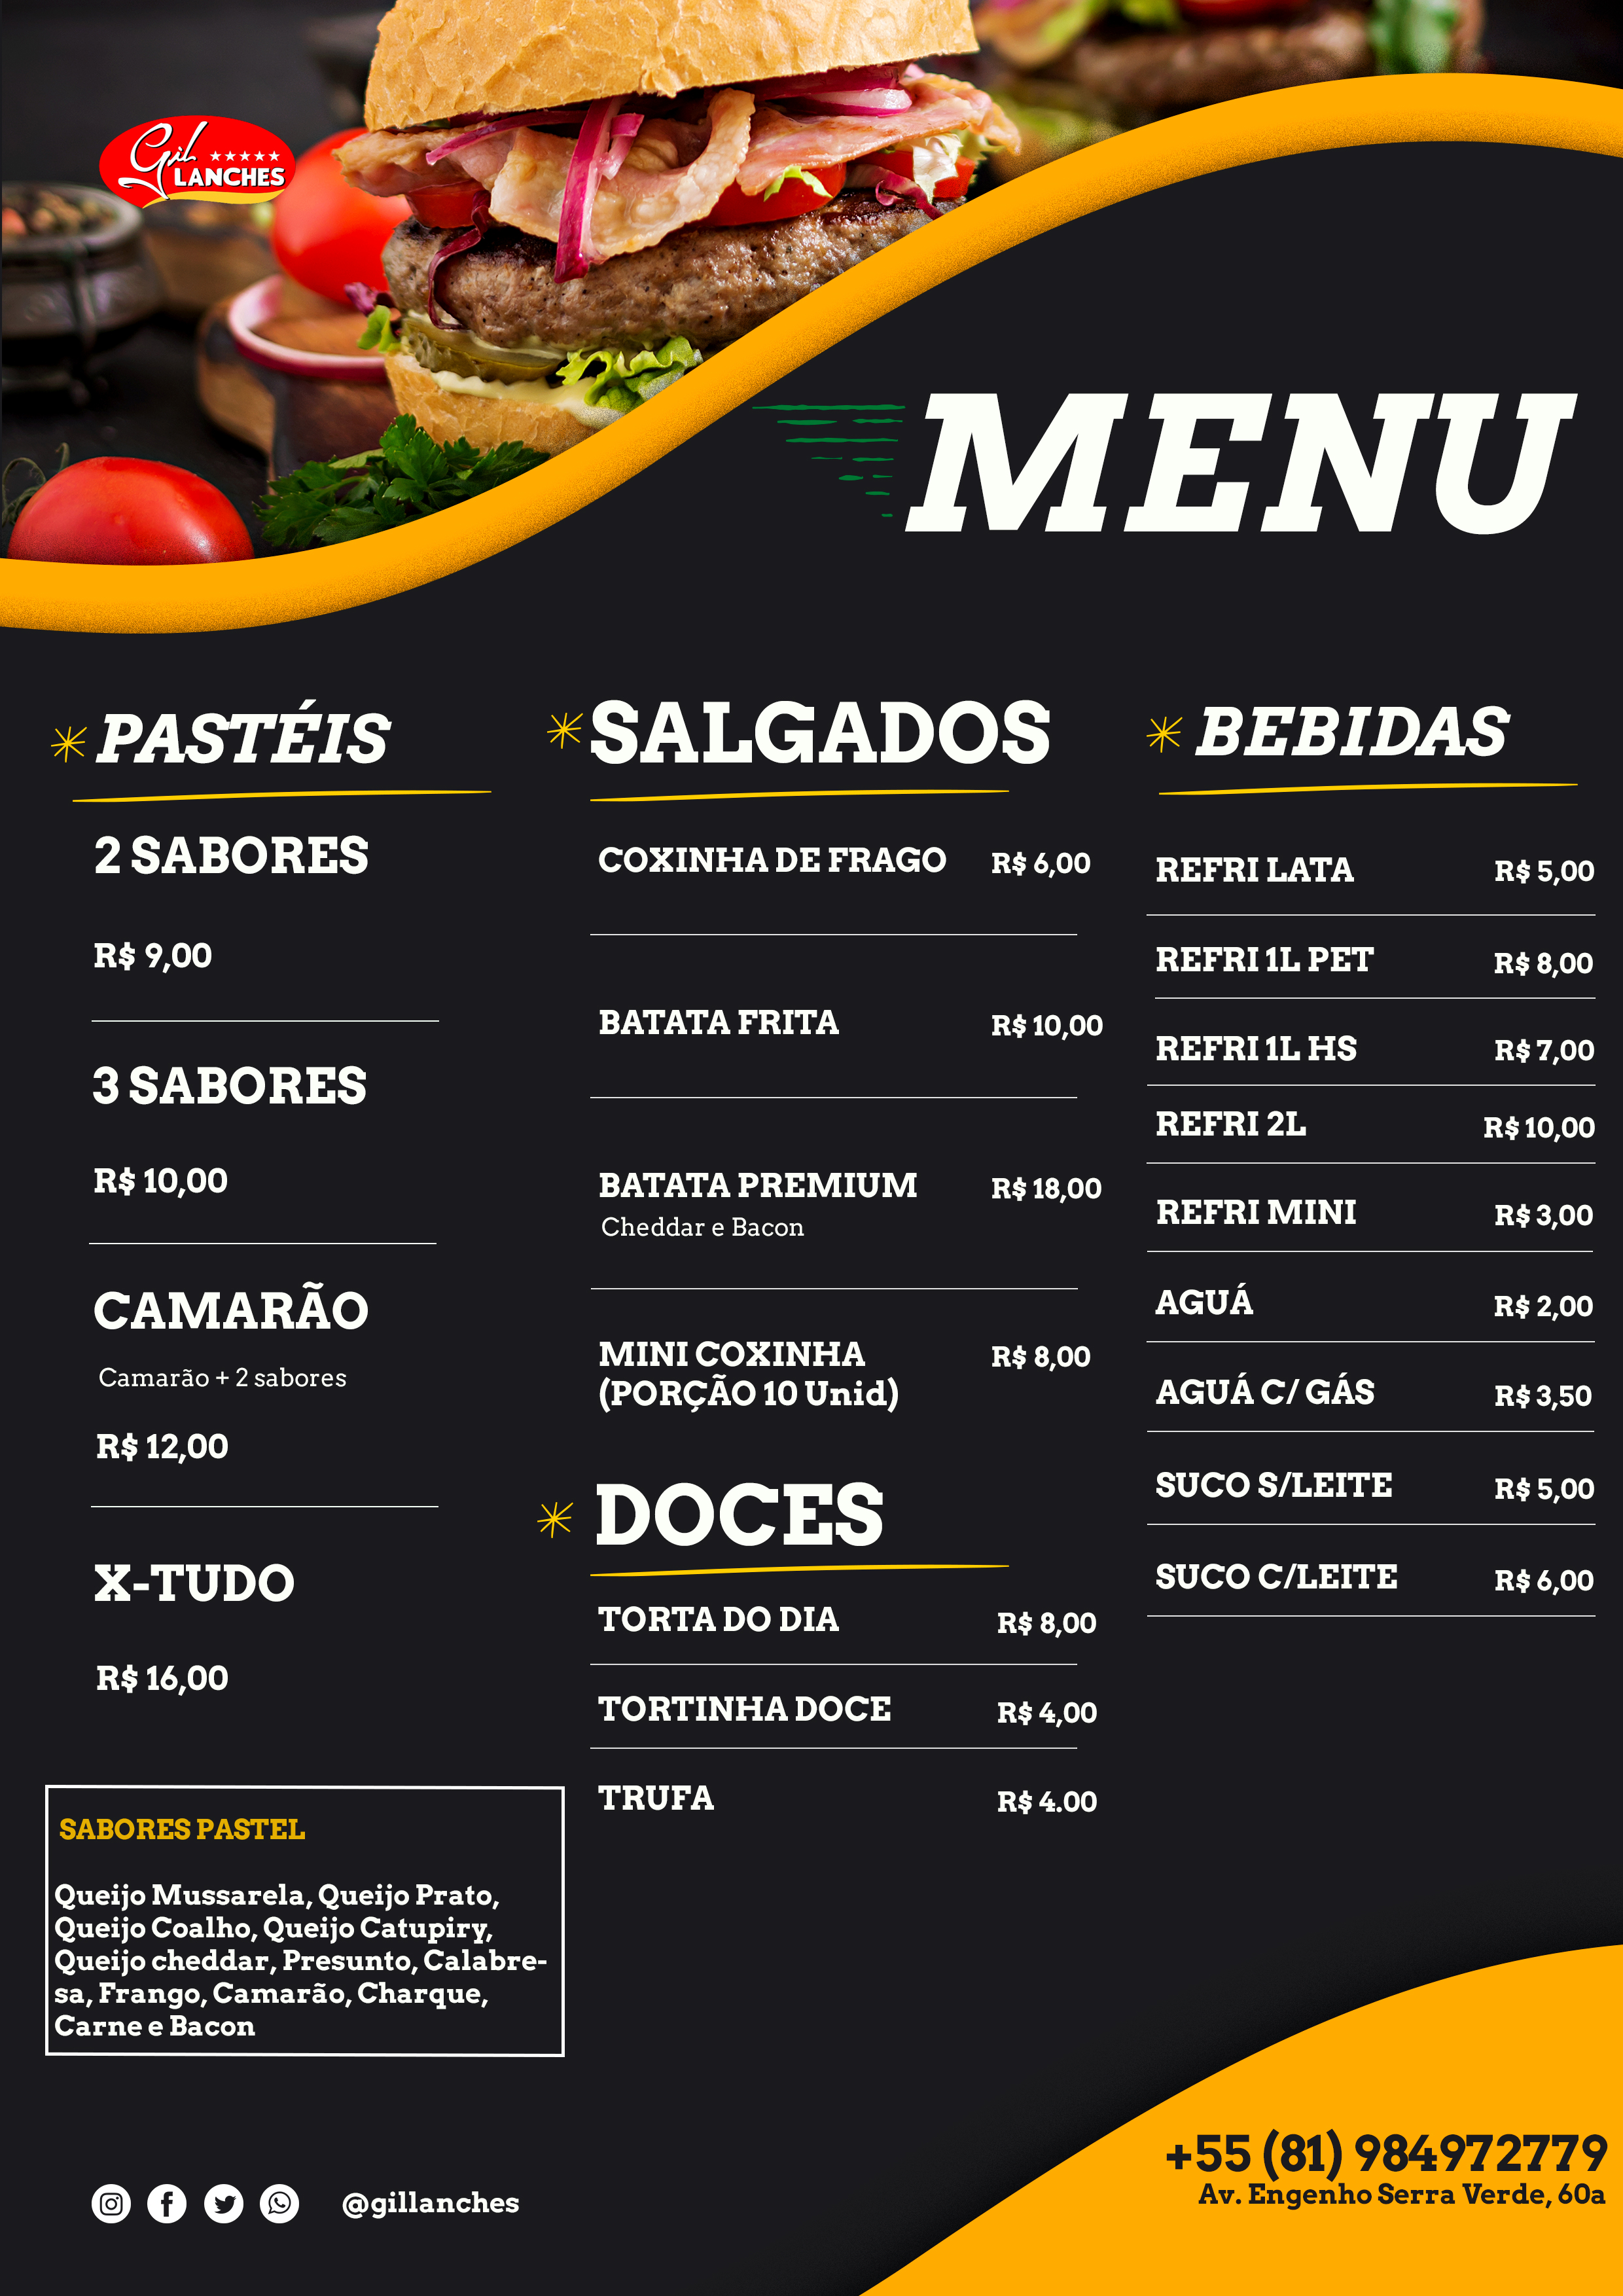 Gil
LANCHES
MENU
PASTÉIS
2 SABORES
R$ 9,00
3 SABORES
R$ 10,00
CAMARÃO
Camarão + 2 sabores
R$ 12,00
X-TUDO
R$ 16,00
SABORES PASTEL
Queijo Mussarela, Queijo Prato,
Queijo Coalho, Queijo Catupiry,
Queijo cheddar, Presunto, Calabre-
sa, Frango, Camarão, Charque,
Carne e Bacon
SALGADOS
COXINHA DE FRAGO R$ 6,00
BATATA FRITA R$ 10,00
BATATA PREMIUM R$ 18,00
Cheddar e Bacon
MINI COXINHA R$ 8,00
(PORÇÃO 10 Unid)
DOCES
TORTA DO DIA R$ 8,00
TORTINHA DOCE R$ 4,00
TRUFA R$ 4.00
BEBIDAS
REFRI LATA R$ 5,00
REFRI 1L PET R$ 8,00
REFRI 1L HS R$ 7,00
REFRI 2L R$ 10,00
REFRI MINI R$ 3,00
AGUÁ R$ 2,00
AGUÁ C/ GÁS R$ 3,50
SUCO S/LEITE R$ 5,00
SUCO C/LEITE R$ 6,00
@gillanches
+55 (81) 984972779
Av. Engenho Serra Verde, 60a